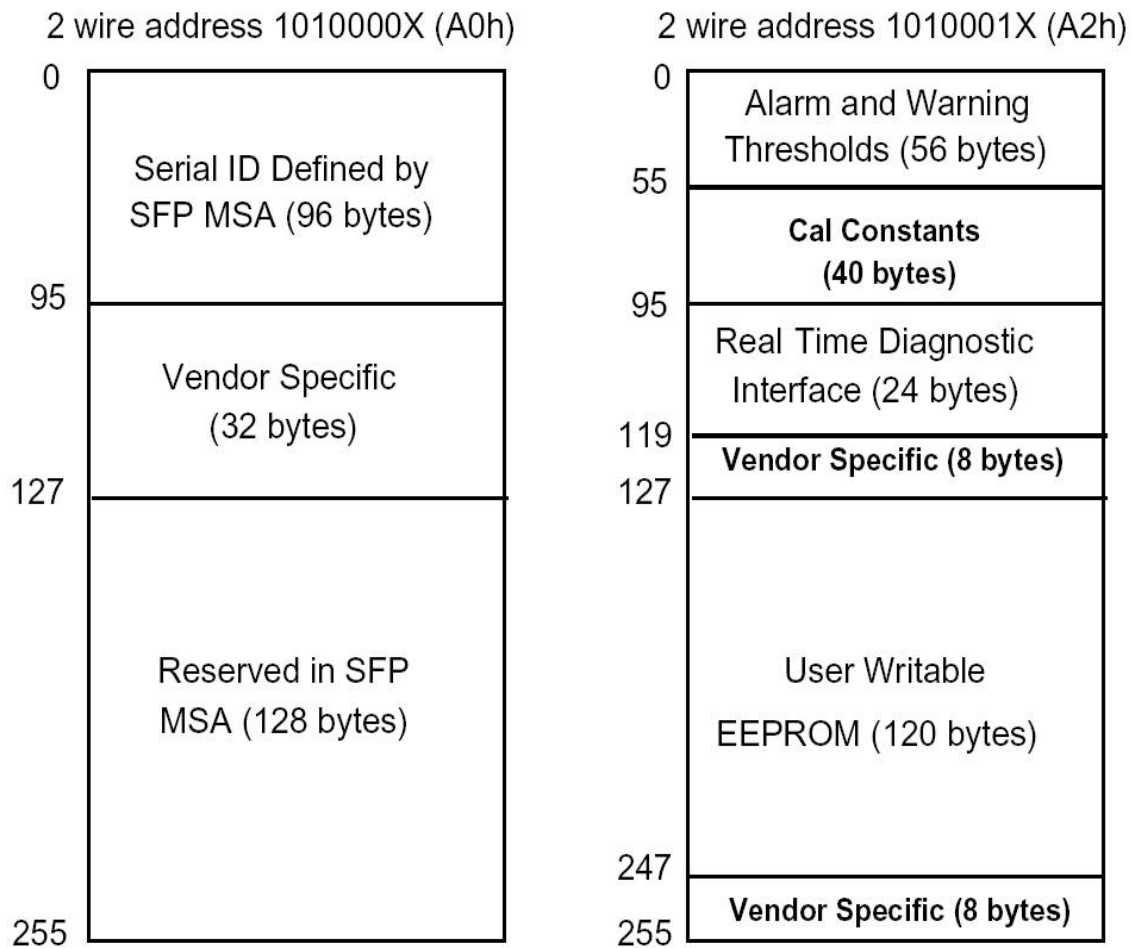 2 wire address 1010000X (A0h)
0
Serial ID Defined by
SFP MSA (96 bytes)
95
Vendor Specific
(32 bytes)
127
Reserved in SFP
MSA (128 bytes)
255
2 wire address 1010001X (A2h)
0
Alarm and Warning
Thresholds (56 bytes)
55
Cal Constants
(40 bytes)
95
Real Time Diagnostic
Interface (24 bytes)
119
Vendor Specific (8 bytes)
127
User Writable
EEPROM (120 bytes)
247
Vendor Specific (8 bytes)
255